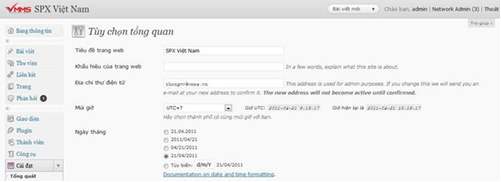 VMMS SPX Việt Nam
Bài viết mới
Chào bạn, admin | Network Admin (3) | Thoát
Trợ giúp
Bảng thông tin
Bài viết
Thư viện
Liên kết
Trang
Phản hồi 1
Giao diện
Plugin
Thành viên
Công cụ
Cài đặt
Tổng quát
Tùy chọn tổng quan
Tiêu đề trang web SPX Việt Nam
Khẩu hiệu của trang web In a few words, explain what this site is about.
Địa chỉ thư điện tử This address is used for admin purposes. If you change this we will send you an
e-mail at your new address to confirm it. The new address will not become active until confirmed.
Múi giờ UTC+7 Giờ UTC: 2011-04-21 8:18:17 Giờ hiện tại là 2011-04-21 15:18:17
Hãy chọn thành phố có cùng múi giờ với bạn.
Ngày tháng 21.04.2011
2011/04/21
04/21/2011
21/04/2011
Tùy biến: d/m/Y 21/04/2011
Documentation on date and time formatting.